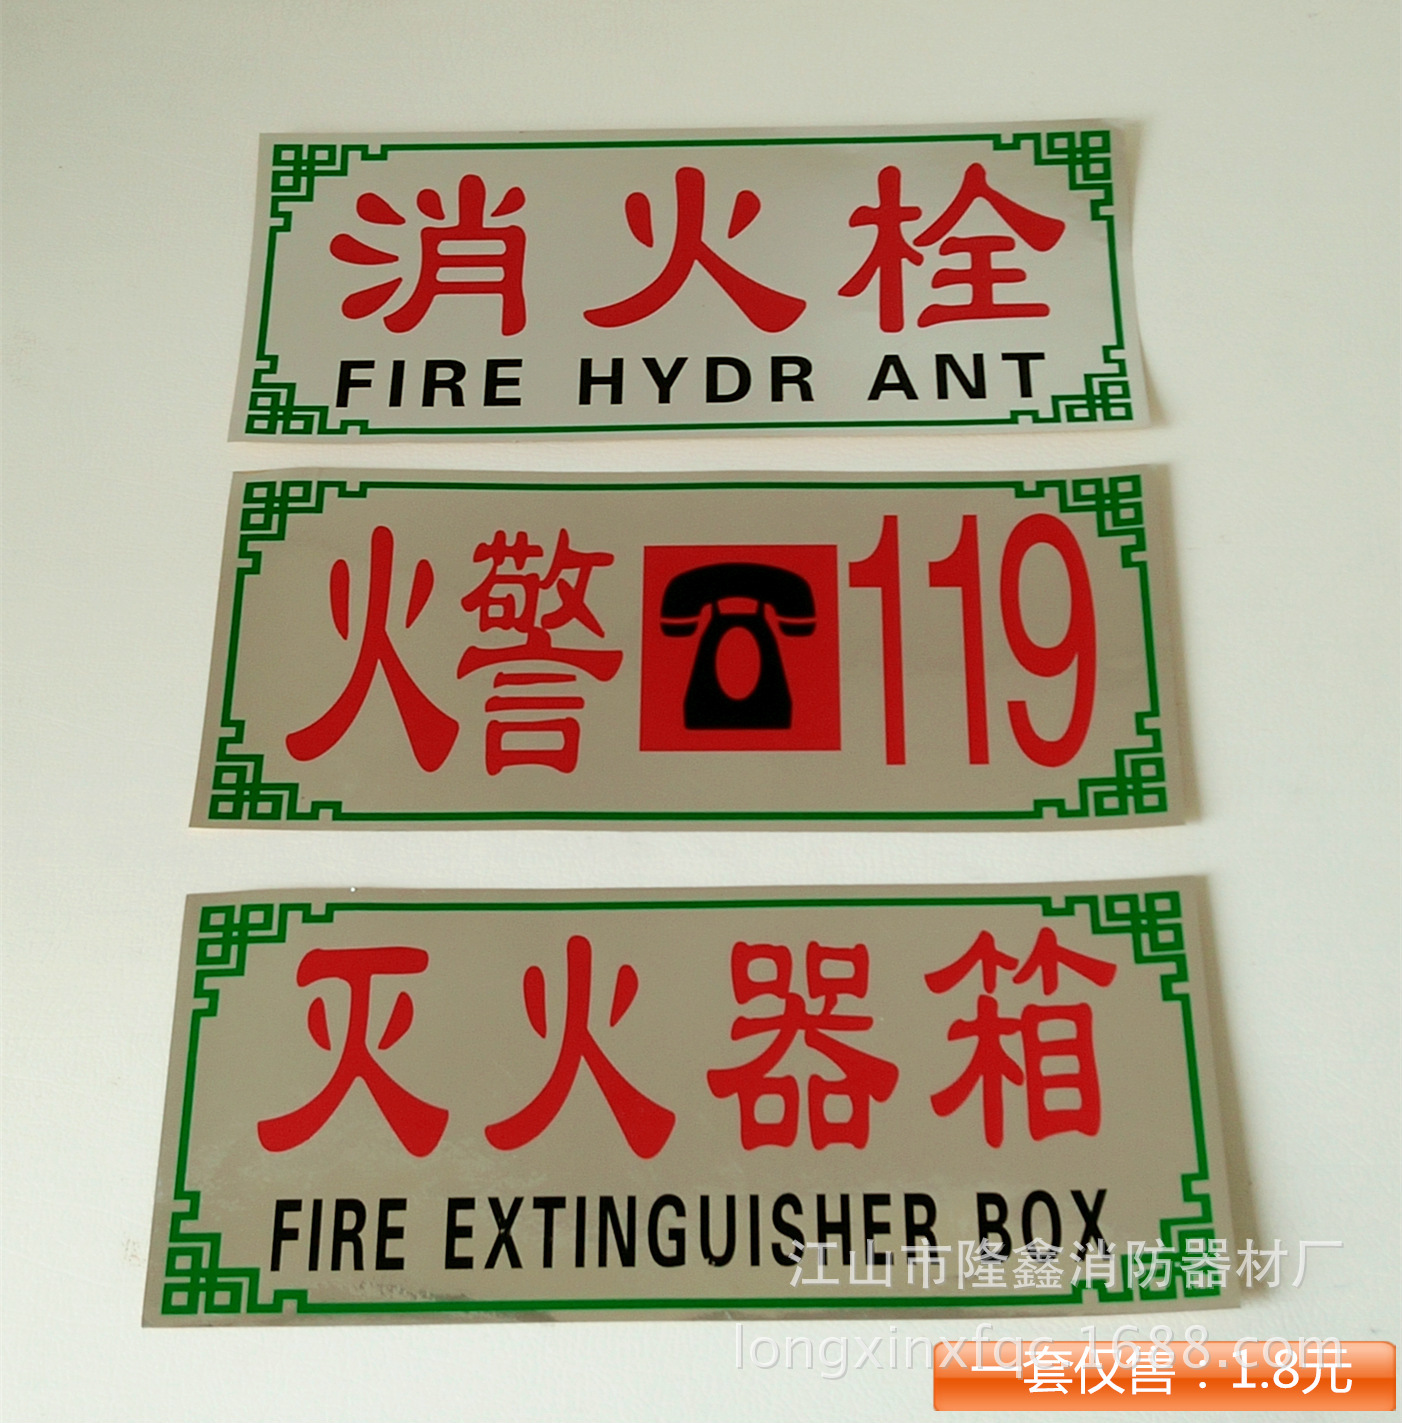 消火栓
FIRE HYDR ANT
火警 119
灭火器箱
FIRE EXTINGUISHER BOX
江山市隆鑫消防器材厂
longxinxfqc.1688.com
一套仅售：1.8元